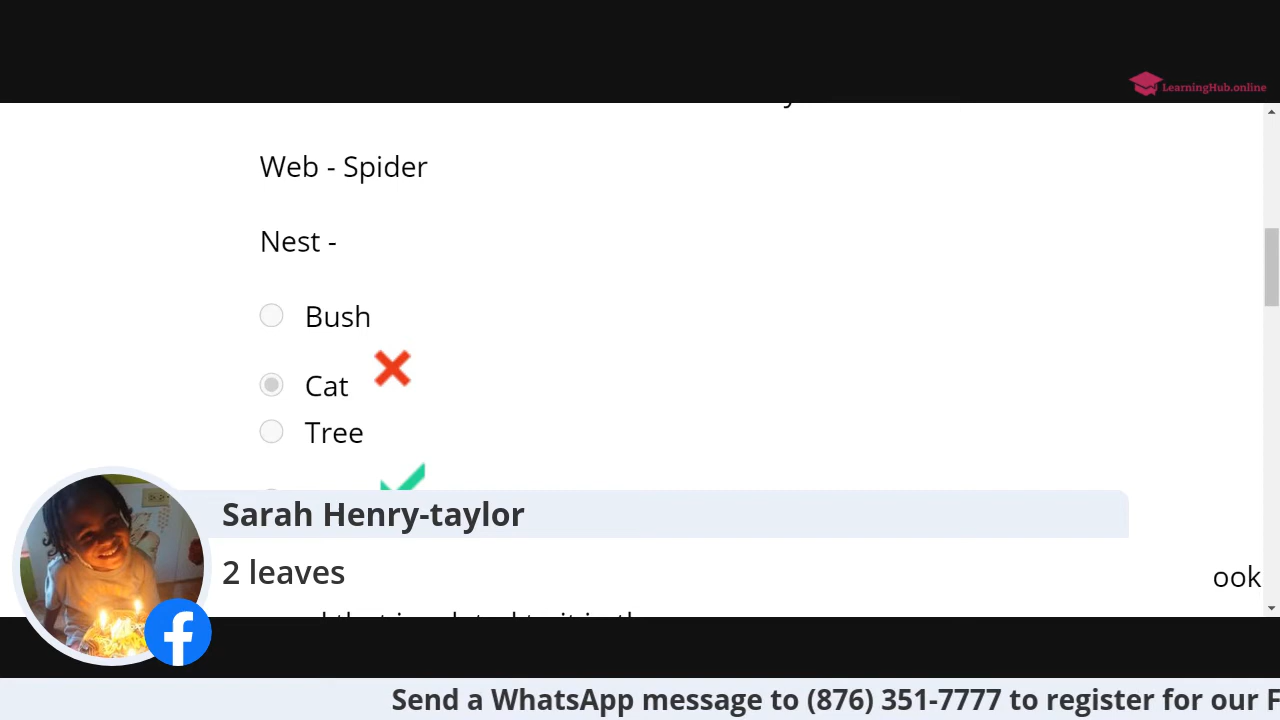 LearningHub.online
Web - Spider
Nest -
Bush
Cat
Tree
Sarah Henry-taylor
2 leaves
ook
Send a WhatsApp message to (876) 351-7777 to register for our F